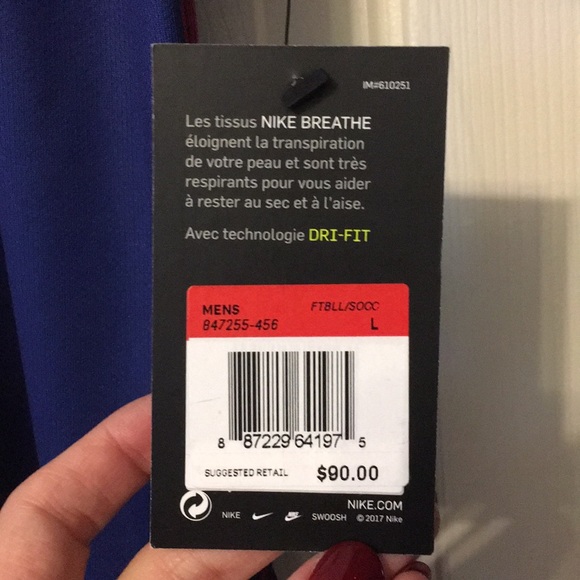 IM#610251
Les tissus NIKE BREATHE
éloignent la transpiration
de votre peau et sont très
respirants pour vous aider
à rester au sec et à l'aise.
Avec technologie DRI-FIT
MENS FTBLL/SOCC
847255-456 L
8 87229 64197 5
SUGGESTED RETAIL $90.00
NIKE.COM
NIKE SWOOSH © 2017 Nike